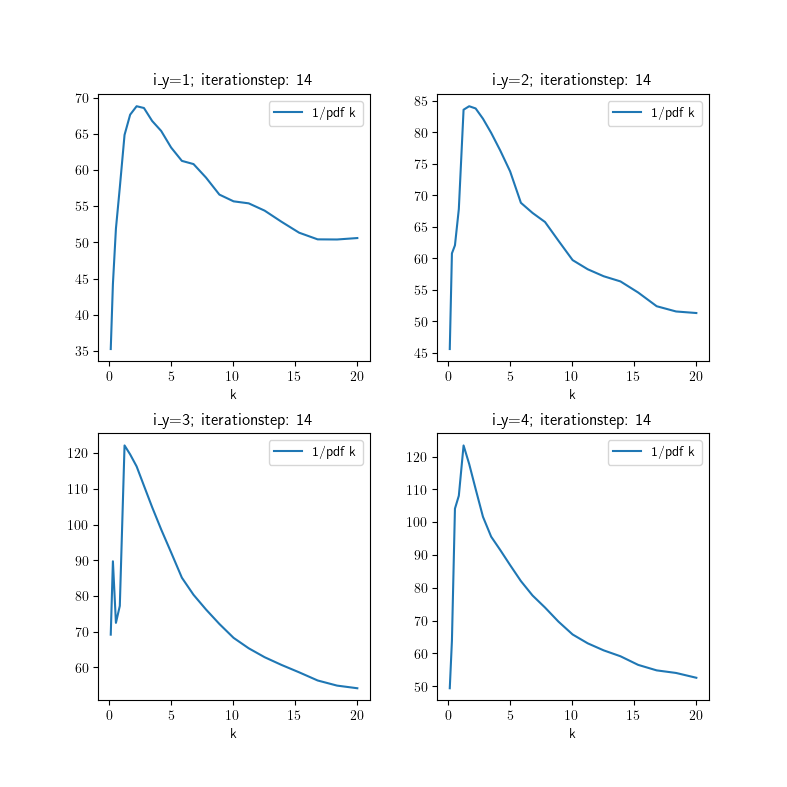 i_y=1; iterationstep: 14
1/pdf k
70
65
60
55
50
45
40
35
0 5 10 15 20
k
i_y=2; iterationstep: 14
1/pdf k
85
80
75
70
65
60
55
50
45
0 5 10 15 20
k
i_y=3; iterationstep: 14
1/pdf k
120
110
100
90
80
70
60
0 5 10 15 20
k
i_y=4; iterationstep: 14
1/pdf k
120
110
100
90
80
70
60
50
0 5 10 15 20
k